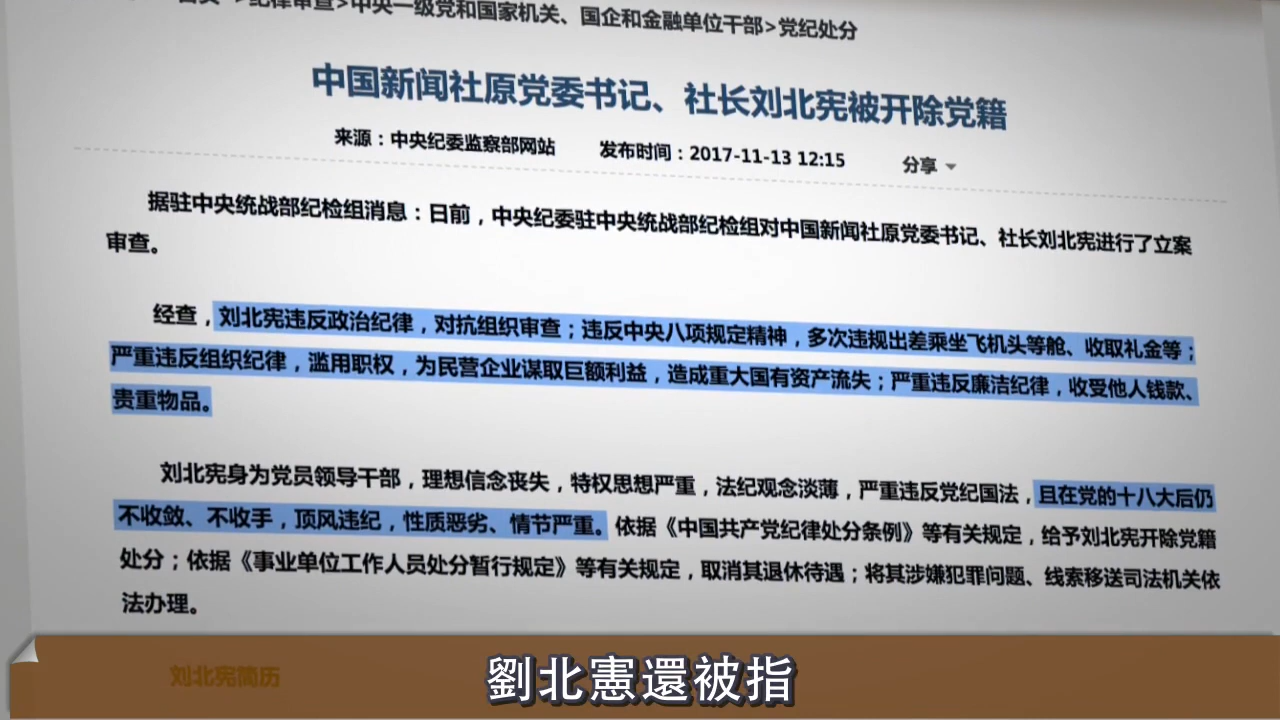 纪律审查>中央一级党和国家机关、国企和金融单位干部>党纪处分
中国新闻社原党委书记、社长刘北宪被开除党籍
来源：中央纪委监察部网站 发布时间：2017-11-13 12:15 分享
据驻中央统战部纪检组消息：日前，中央纪委驻中央统战部纪检组对中国新闻社原党委书记、社长刘北宪进行了立案
审查。
经查，刘北宪违反政治纪律，对抗组织审查；违反中央八项规定精神，多次违规出差乘坐飞机头等舱、收取礼金等；
严重违反组织纪律，滥用职权，为民营企业谋取巨额利益，造成重大国有资产流失；严重违反廉洁纪律，收受他人钱款、
贵重物品。
刘北宪身为党员领导干部，理想信念丧失，特权思想严重，法纪观念淡薄，严重违反党纪国法，且在党的十八大后仍
不收敛、不收手，顶风违纪，性质恶劣、情节严重。依据《中国共产党纪律处分条例》等有关规定，给予刘北宪开除党籍
处分；依据《事业单位工作人员处分暂行规定》等有关规定，取消其退休待遇；将其涉嫌犯罪问题、线索移送司法机关依
法办理。
刘北宪简历
劉北憲還被指